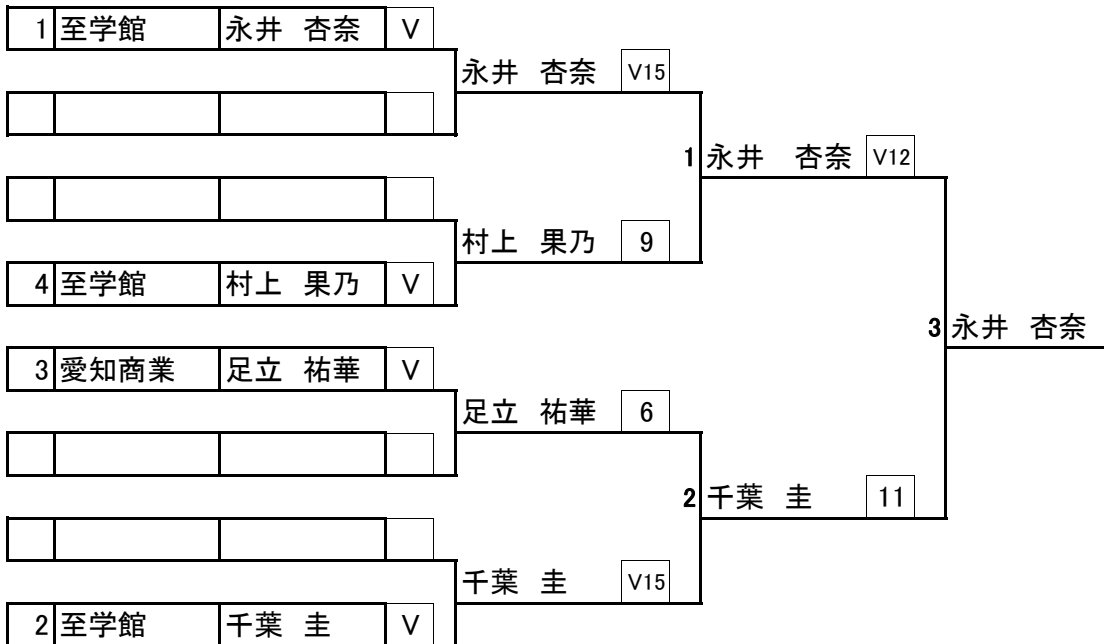 1 至学館 永井 杏奈 V
永井 杏奈 V15
1 永井 杏奈 V12
村上 果乃 9
4 至学館 村上 果乃 V
3 永井 杏奈
3 愛知商業 足立 祐華 V
足立 祐華 6
2 千葉 圭 11
千葉 圭 V15
2 至学館 千葉 圭 V